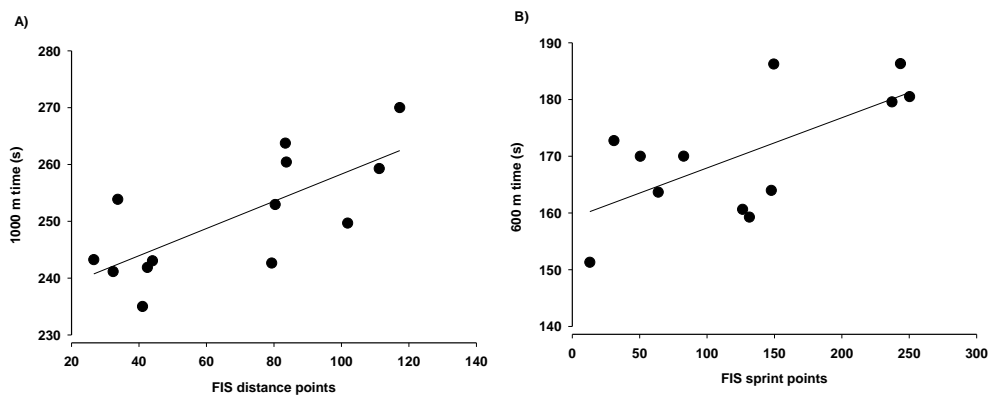 A)
280
270
260
250
240
230
1000 m time (s)
20 40 60 80 100 120 140
FIS distance points
B)
190
180
170
160
150
140
600 m time (s)
0 50 100 150 200 250 300
FIS sprint points